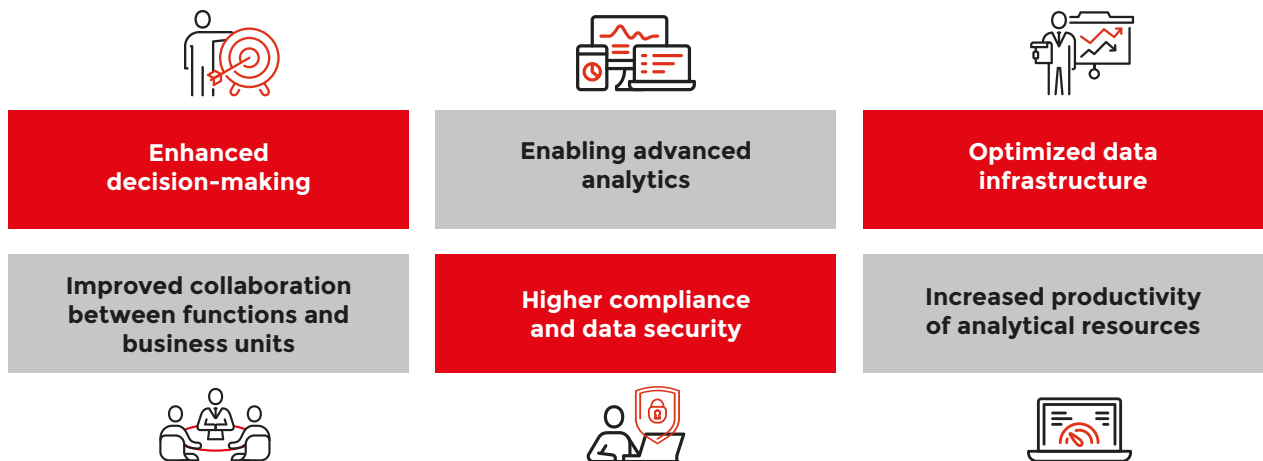 Enhanced
decision-making
Enabling advanced
analytics
Optimized data
infrastructure
Improved collaboration
between functions and
business units
Higher compliance
and data security
Increased productivity
of analytical resources